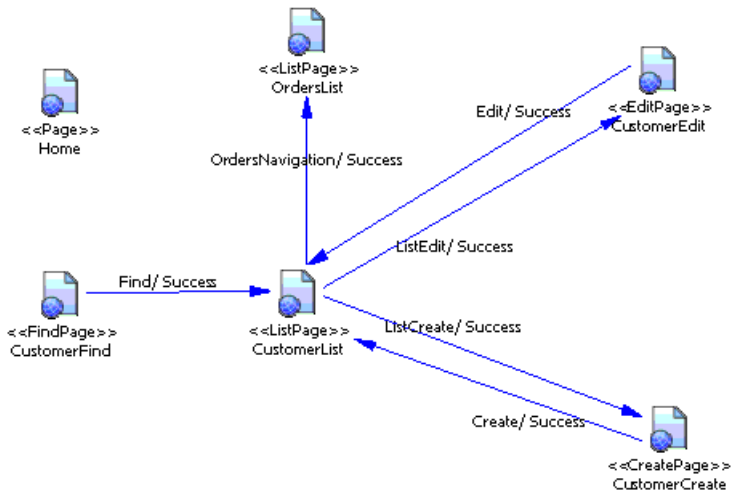 <<ListPage>>
OrdersList
<<Page>>
Home
<<EditPage>>
CustomerEdit
Edit/ Success
OrdersNavigation/ Success
ListEdit/ Success
Find/ Success
<<FindPage>>
CustomerFind
<<ListPage>>
CustomerList
ListCreate/ Success
Create/ Success
<<CreatePage>>
CustomerCreate